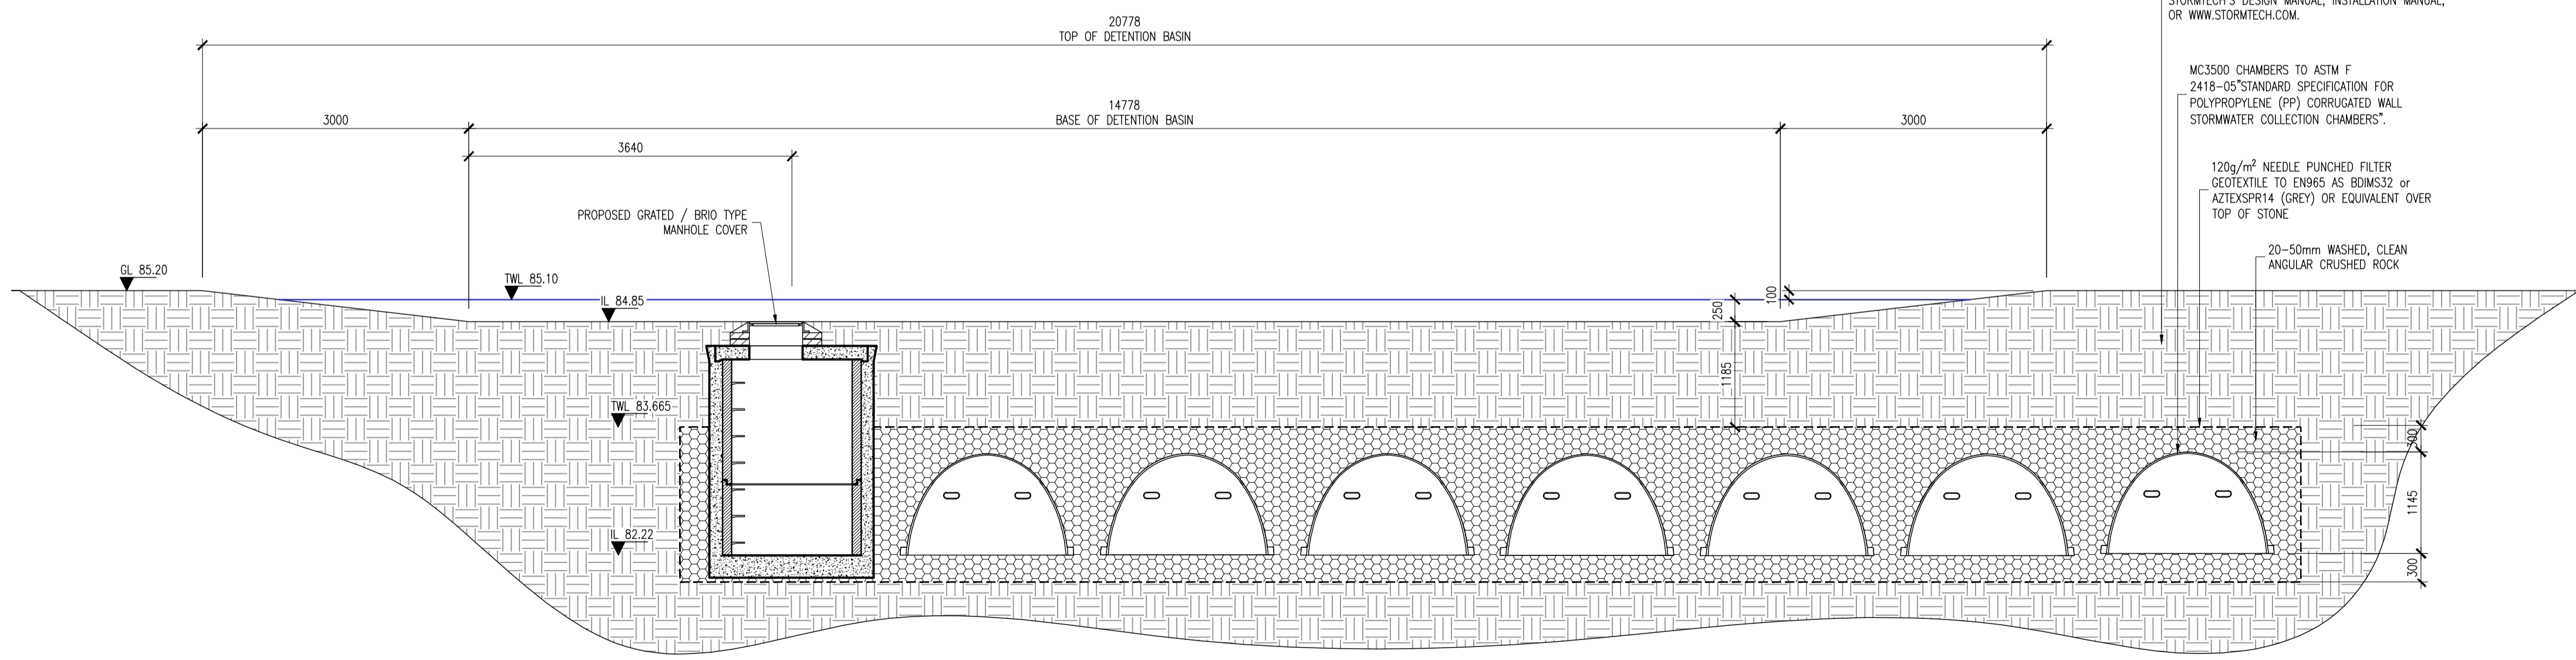 STORMTECH'S DESIGN MANUAL, INSTALLATION MANUAL,
OR WWW.STORMTECH.COM.
20778
TOP OF DETENTION BASIN
MC3500 CHAMBERS TO ASTM F
2418-05"STANDARD SPECIFICATION FOR
POLYPROPYLENE (PP) CORRUGATED WALL
STORMWATER COLLECTION CHAMBERS".
3000
14778
BASE OF DETENTION BASIN
3000
3640
120g/m² NEEDLE PUNCHED FILTER
GEOTEXTILE TO EN965 AS BDIMS32 or
AZTEXSPR14 (GREY) OR EQUIVALENT OVER
TOP OF STONE
PROPOSED GRATED / BRIO TYPE
MANHOLE COVER
20-50mm WASHED, CLEAN
ANGULAR CRUSHED ROCK
GL 85.20
TWL 85.10
IL 84.85
250
100
1185
TWL 83.665
300
1145
IL 82.22
300